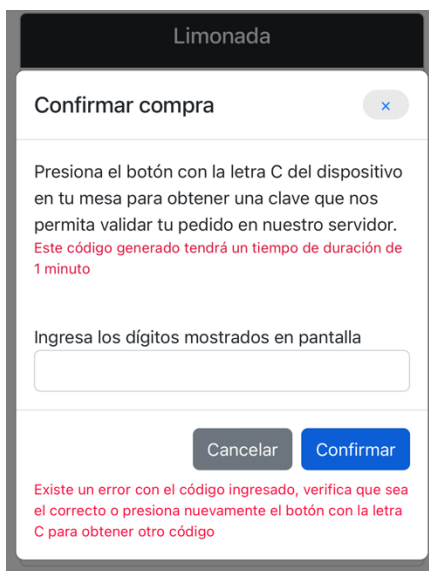 Limonada
Confirmar compra
×
Presiona el botón con la letra C del dispositivo
en tu mesa para obtener una clave que nos
permita validar tu pedido en nuestro servidor.
Este código generado tendrá un tiempo de duración de
1 minuto
Ingresa los dígitos mostrados en pantalla
Cancelar
Confirmar
Existe un error con el código ingresado, verifica que sea
el correcto o presiona nuevamente el botón con la letra
C para obtener otro código